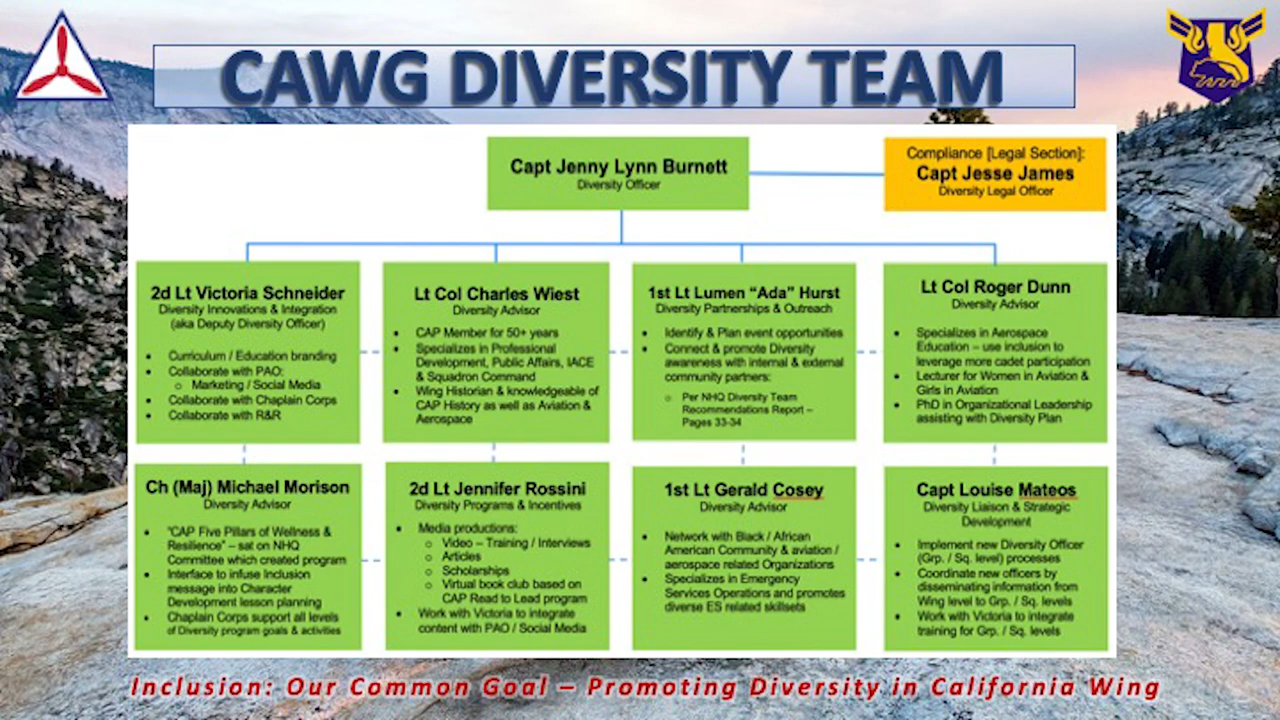 CAWG DIVERSITY TEAM
Capt Jenny Lynn Burnett
Diversity Officer
Compliance [Legal Section]:
Capt Jesse James
Diversity Legal Officer
2d Lt Victoria Schneider
Diversity Innovations & Integration
(aka Deputy Diversity Officer)
• Curriculum / Education branding
• Collaborate with PAO:
o Marketing / Social Media
• Collaborate with Chaplain Corps
• Collaborate with R&R
Lt Col Charles Wiest
Diversity Advisor
• CAP Member for 50+ years
• Specializes in Professional
Development, Public Affairs, IACE
& Squadron Command
• Wing Historian & knowledgeable of
CAP History as well as Aviation &
Aerospace
1st Lt Lumen “Ada” Hurst
Diversity Partnerships & Outreach
• Identify & Plan event opportunities
• Connect & promote Diversity
awareness with internal & external
community partners:
o Per NHQ Diversity Team
Recommendations Report –
Pages 33-34
Lt Col Roger Dunn
Diversity Advisor
• Specializes in Aerospace
Education – use inclusion to
leverage more cadet participation
• Lecturer for Women in Aviation &
Girls in Aviation
• PhD in Organizational Leadership
assisting with Diversity Plan
Ch (Maj) Michael Morison
Diversity Advisor
• “CAP Five Pillars of Wellness &
Resilience” – sat on NHQ
Committee which created program
• Interface to infuse Inclusion
message into Character
Development lesson planning
• Chaplain Corps support all levels
of Diversity program goals & activities
2d Lt Jennifer Rossini
Diversity Programs & Incentives
• Media productions:
o Video – Training / Interviews
o Articles
o Scholarships
o Virtual book club based on
CAP Read to Lead program
• Work with Victoria to integrate
content with PAO / Social Media
1st Lt Gerald Cosey
Diversity Advisor
• Network with Black / African
American Community & aviation /
aerospace related Organizations
• Specializes in Emergency
Services Operations and promotes
diverse ES related skillsets
Capt Louise Mateos
Diversity Liaison & Strategic
Development
• Implement new Diversity Officer
(Grp. / Sq. level) processes
• Coordinate new officers by
disseminating information from
Wing level to Grp. / Sq. levels
• Work with Victoria to integrate
training for Grp. / Sq. levels
Inclusion: Our Common Goal – Promoting Diversity in California Wing